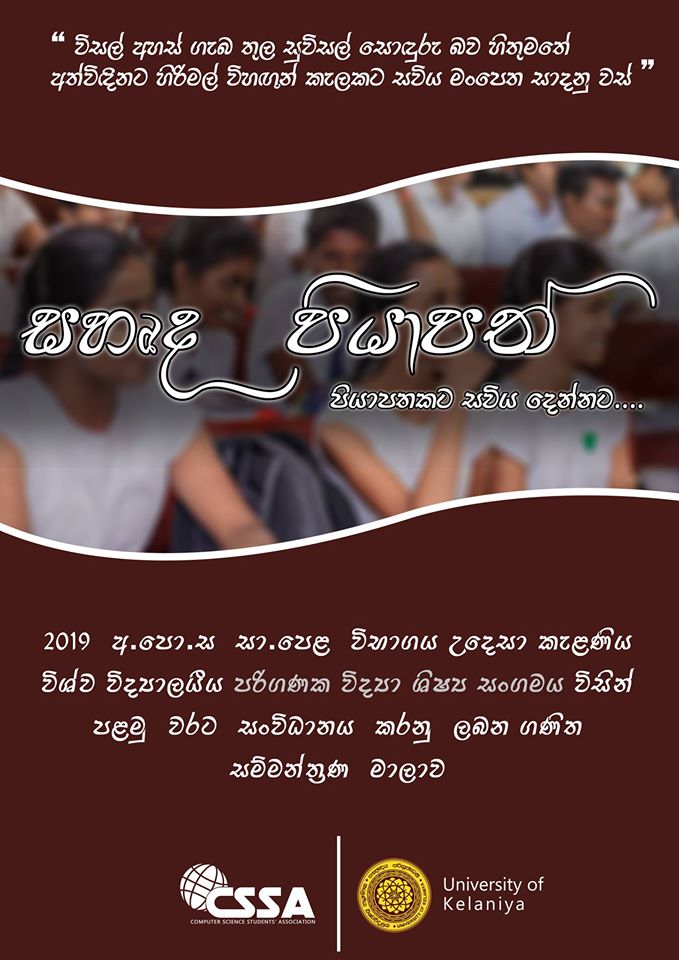 “ විසල් අහස් ගැබ තුල සුවිසල් සොඳුරු බව හිතුමතේ
අත්විඳිනට හිරිමල් විහඟුන් කැලකට සවිය මංපෙත සාදනු වස් ”
සහෘද පියාපත්
පියාපතකට සවිය දෙන්නට....
2019 අ.පො.ස සා.පෙළ විභාගය උදෙසා කැළණිය
විශ්ව විද්‍යාලයීය පරිගණක විද්‍යා ශිෂ්‍ය සංගමය විසින්
පළමු වරට සංවිධානය කරනු ලබන ගණිත
සම්මන්ත්‍රණ මාලාව
CSSA
COMPUTER SCIENCE STUDENTS' ASSOCIATION
University of
Kelaniya